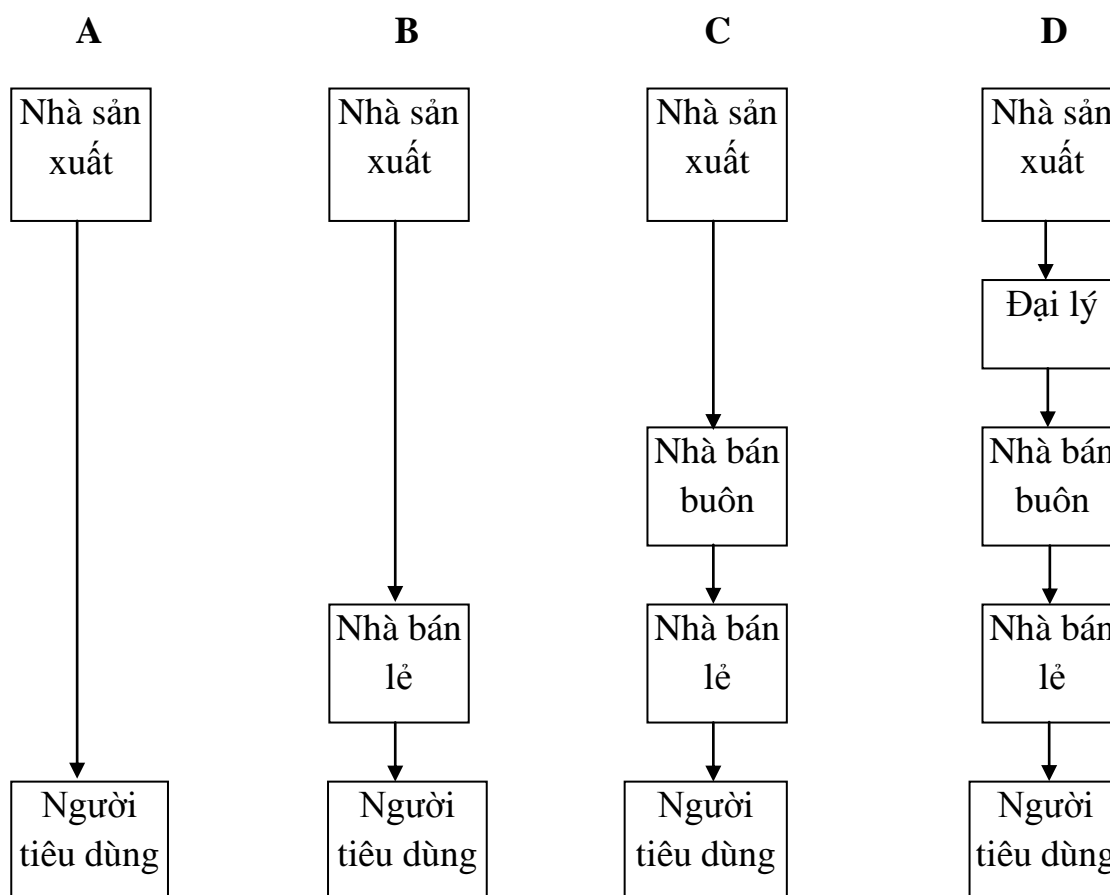 A
B
C
D
Nhà sản
xuất
Nhà sản
xuất
Nhà sản
xuất
Nhà sản
xuất
Đại lý
Nhà bán
buôn
Nhà bán
buôn
Nhà bán
lẻ
Nhà bán
lẻ
Nhà bán
lẻ
Người
tiêu dùng
Người
tiêu dùng
Người
tiêu dùng
Người
tiêu dùng